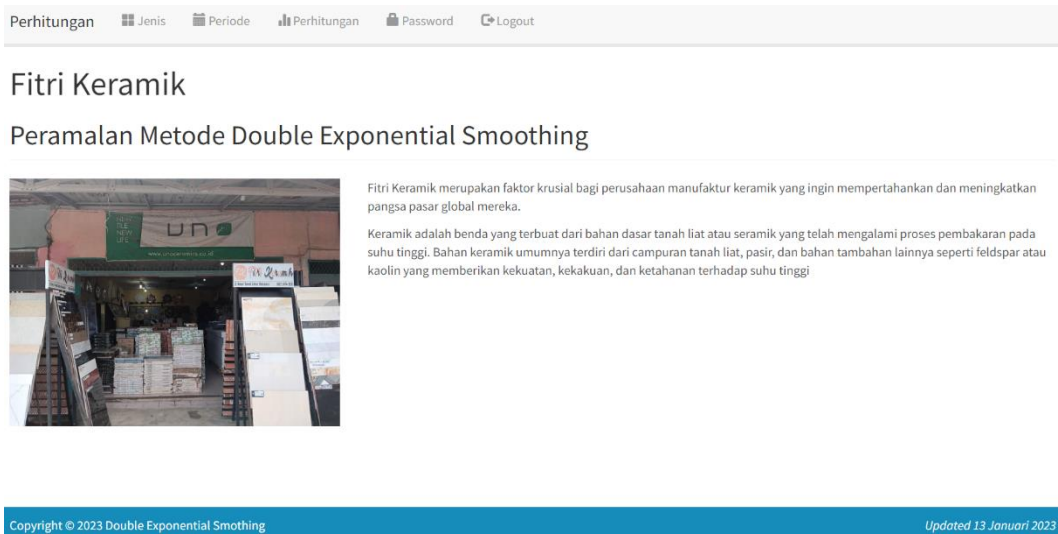 Perhitungan Jenis Periode Perhitungan Password Logout
Fitri Keramik
Peramalan Metode Double Exponential Smoothing
uno
Fitri Keramik merupakan faktor krusial bagi perusahaan manufaktur keramik yang ingin mempertahankan dan meningkatkan
pangsa pasar global mereka.
Keramik adalah benda yang terbuat dari bahan dasar tanah liat atau seramik yang telah mengalami proses pembakaran pada
suhu tinggi. Bahan keramik umumnya terdiri dari campuran tanah liat, pasir, dan bahan tambahan lainnya seperti feldspar atau
kaolin yang memberikan kekuatan, kekakuan, dan ketahanan terhadap suhu tinggi
Copyright © 2023 Double Exponential Smothing
Updated 13 Januari 2023